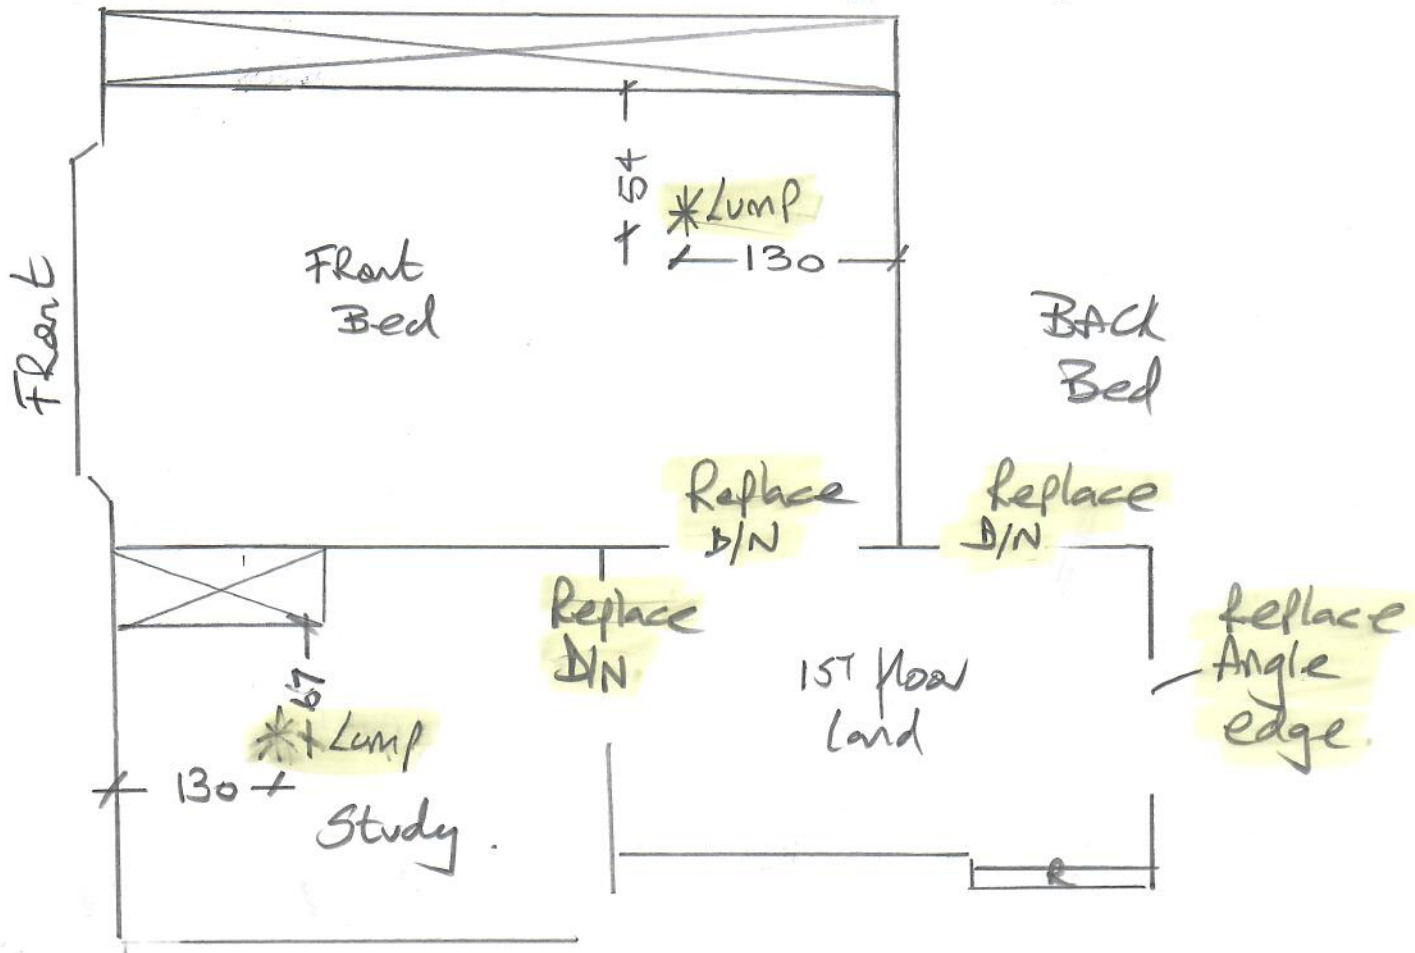 54
*Lump
130
Front
Front
Bed
BACK
Bed
Replace
D/N
Replace
D/N
Replace
D/N
1ST floor
land
Replace
Angle
edge.
67
*Lump
130
Study.
R